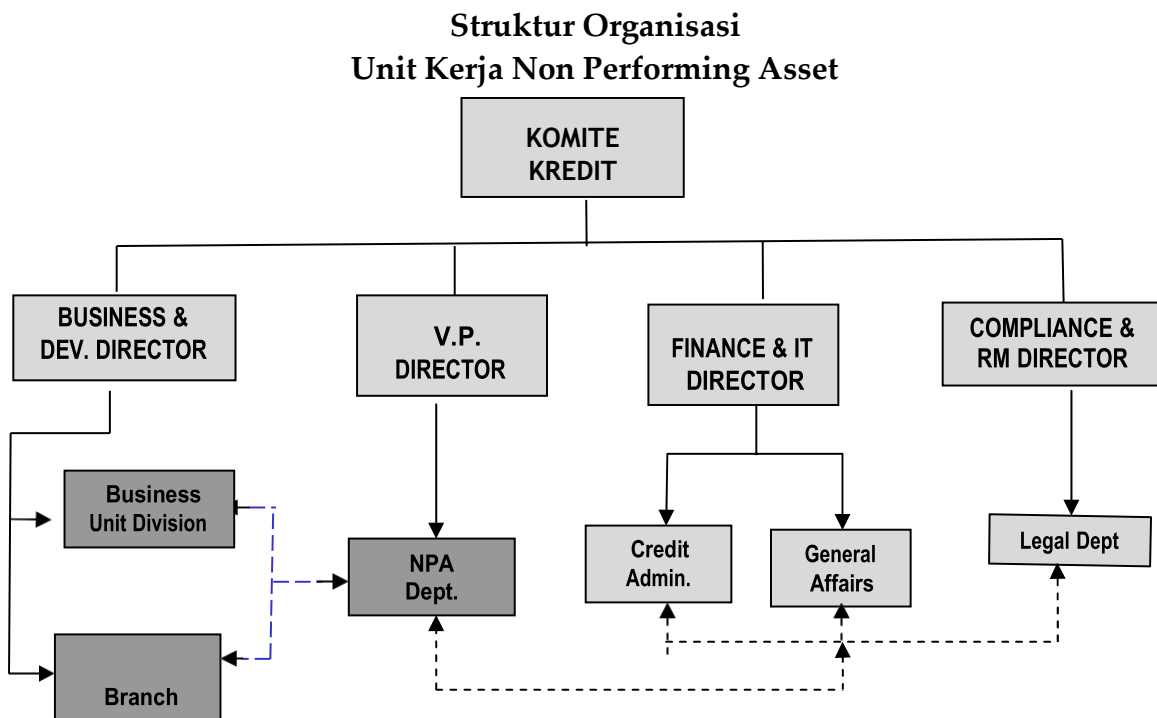 Struktur Organisasi
Unit Kerja Non Performing Asset
KOMITE
KREDIT
BUSINESS &
DEV. DIRECTOR
V.P.
DIRECTOR
FINANCE & IT
DIRECTOR
COMPLIANCE &
RM DIRECTOR
Business
Unit Division
NPA
Dept.
Credit
Admin.
General
Affairs
Legal Dept
Branch